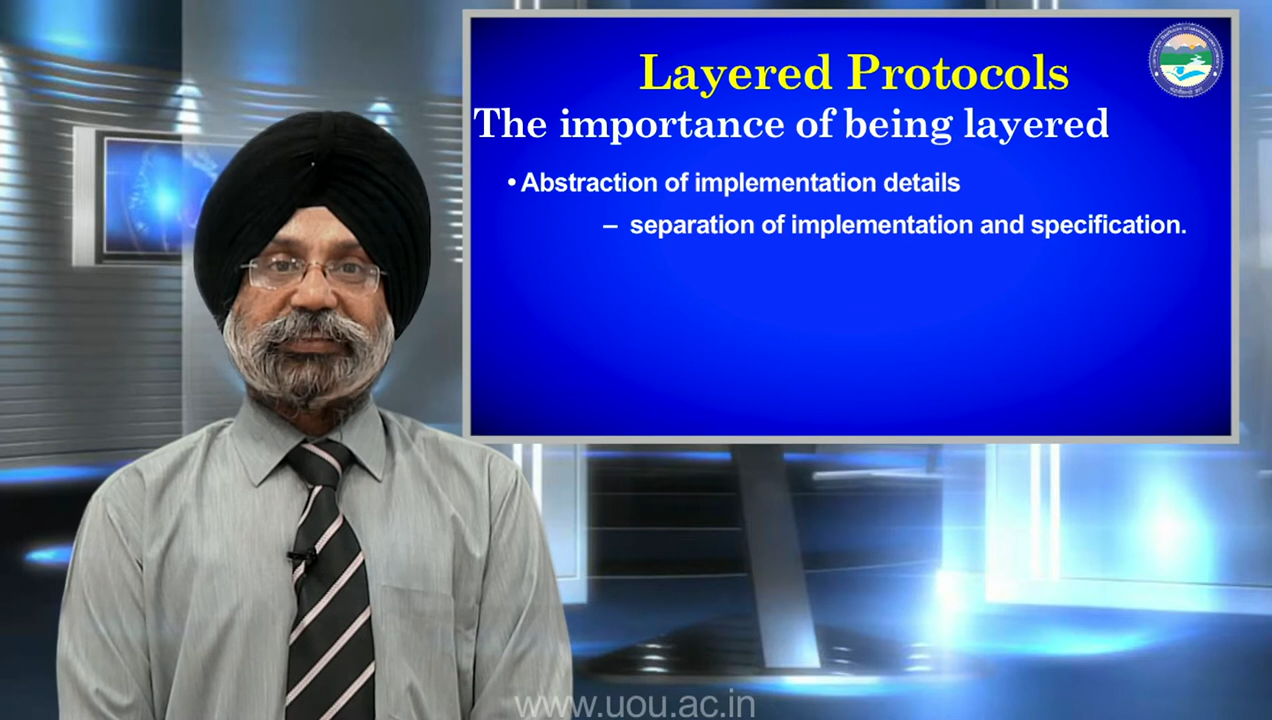 Layered Protocols
The importance of being layered
• Abstraction of implementation details
– separation of implementation and specification.
www.uou.ac.in